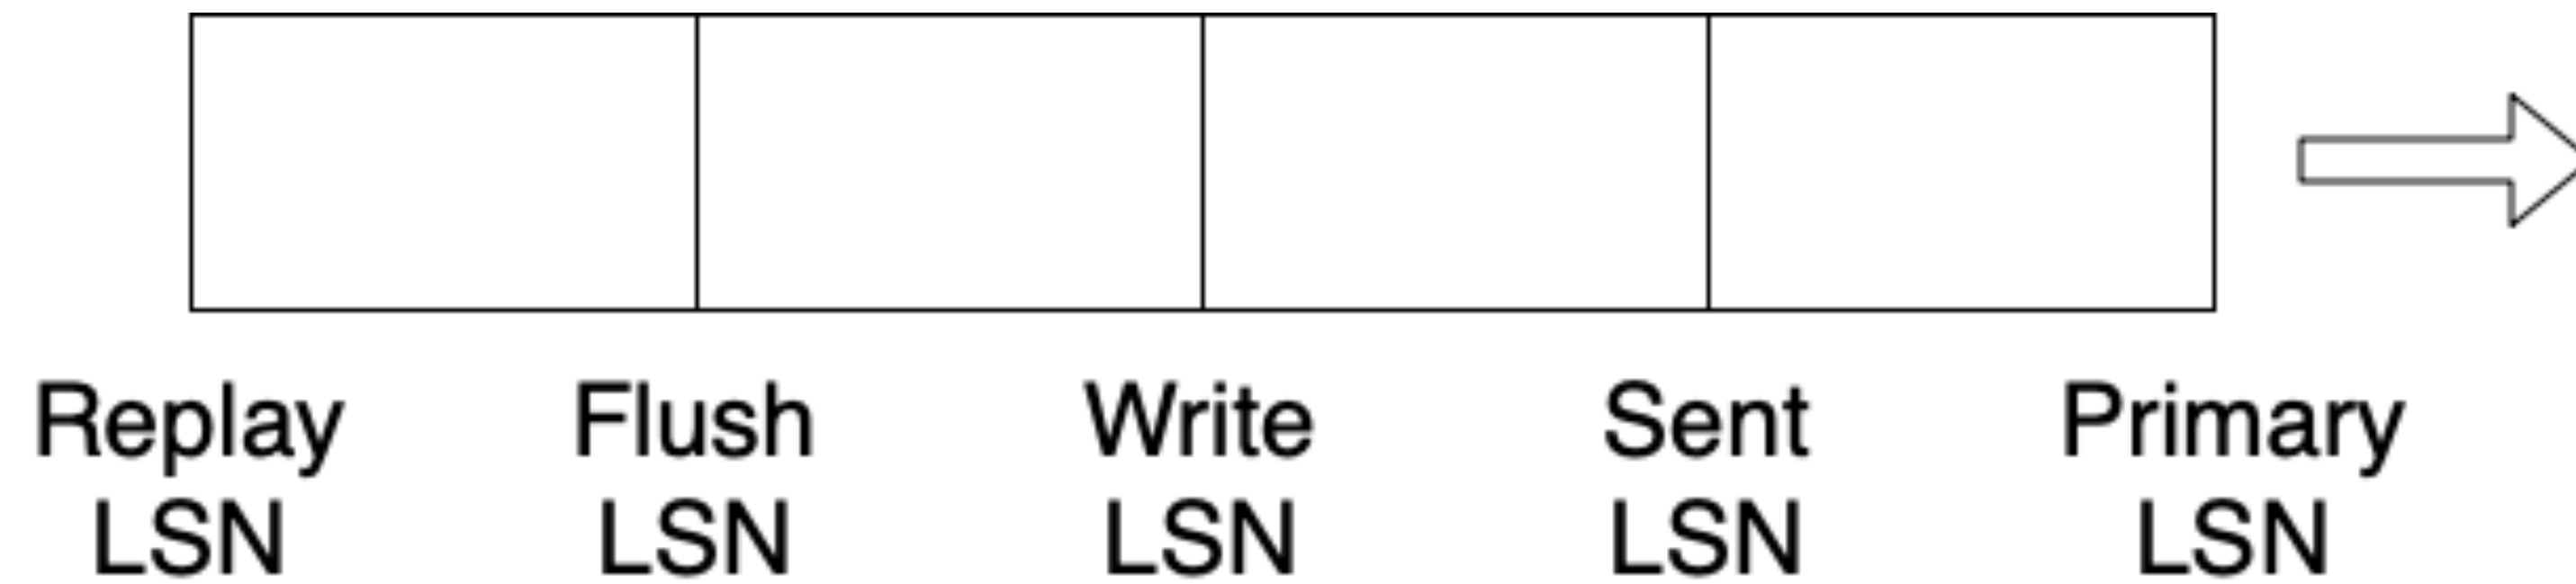 Replay Flush Write Sent Primary
LSN LSN LSN LSN LSN